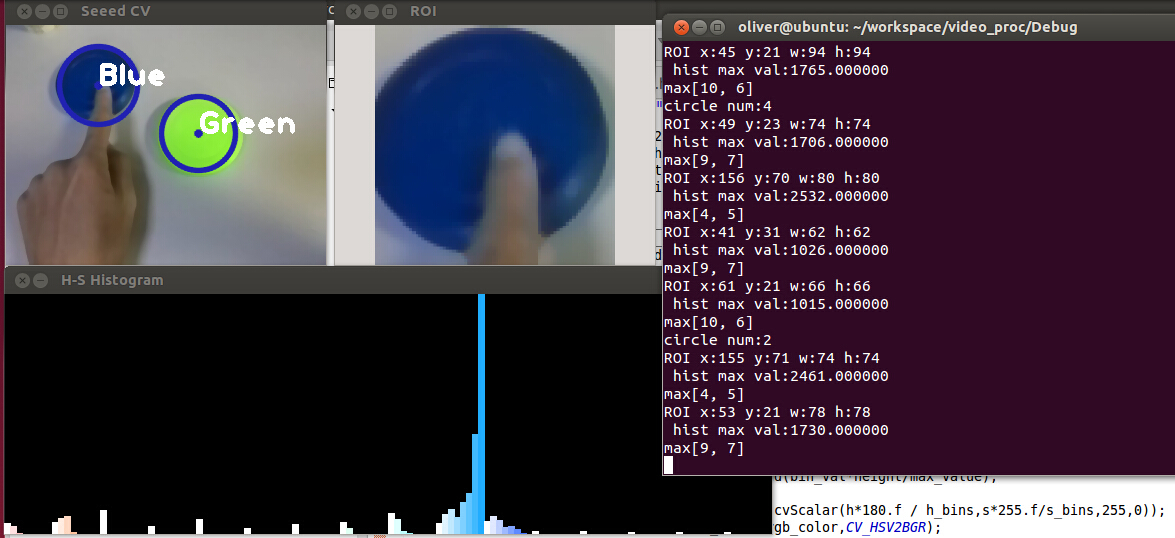 Seeed CV
Blue
Green
ROI
oliver@ubuntu: ~/workspace/video_proc/Debug
ROI x:45 y:21 w:94 h:94
hist max val:1765.000000
max[10, 6]
circle num:4
ROI x:49 y:23 w:74 h:74
hist max val:1706.000000
max[9, 7]
ROI x:156 y:70 w:80 h:80
hist max val:2532.000000
max[4, 5]
ROI x:41 y:31 w:62 h:62
hist max val:1026.000000
max[9, 7]
ROI x:61 y:21 w:66 h:66
hist max val:1015.000000
max[10, 6]
circle num:2
ROI x:155 y:71 w:74 h:74
hist max val:2461.000000
max[4, 5]
ROI x:53 y:21 w:78 h:78
hist max val:1730.000000
max[9, 7]
H-S Histogram
d(bin_val*height/max_value);
cvScalar(h*180.f / h_bins,s*255.f/s_bins,255,0));
gb_color,CV_HSV2BGR);